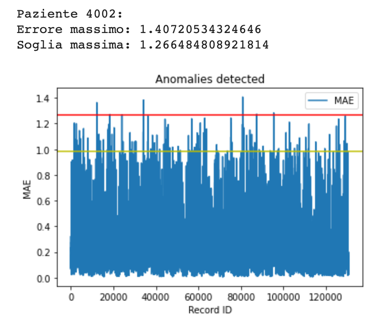 Paziente 4002:
Errore massimo: 1.40720534324646
Soglia massima: 1.266484808921814
Anomalies detected
MAE
1.4
1.2
1.0
0.8
0.6
0.4
0.2
0.0
MAE
0 20000 40000 60000 80000 100000 120000
Record ID